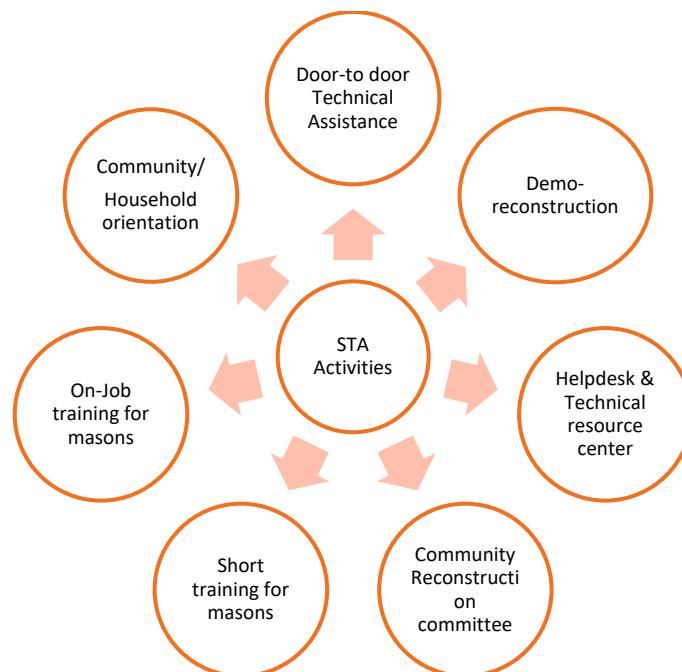 Door-to door
Technical
Assistance
Community/
Household
orientation
Demo-
reconstruction
STA
Activities
On-Job
training for
masons
Helpdesk &
Technical
resource
center
Short
training for
masons
Community
Reconstructi
on
committee